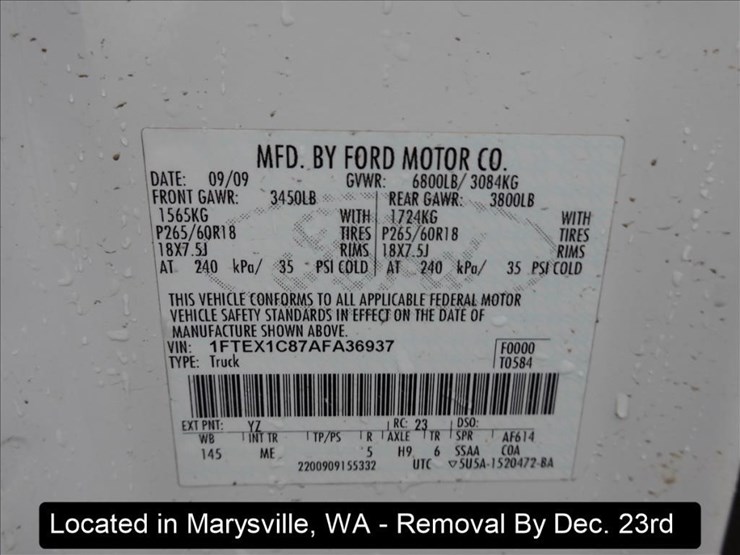 MFD. BY FORD MOTOR CO.
DATE: 09/09 GVWR: 6800LB/ 3084KG
FRONT GAWR: 3450LB REAR GAWR: 3800LB
1565KG WITH 1724KG WITH
P265/60R18 TIRES P265/60R18 TIRES
18X7.5J RIMS 18X7.5J RIMS
AT 240 kPa/ 35 PSI COLD AT 240 kPa/ 35 PSI COLD
THIS VEHICLE CONFORMS TO ALL APPLICABLE FEDERAL MOTOR
VEHICLE SAFETY STANDARDS IN EFFECT ON THE DATE OF
MANUFACTURE SHOWN ABOVE.
VIN: 1FTEX1C87AFA36937 F0000
TYPE: Truck T0584
EXT PNT: YZ RC: 23 DSO:
WB INT TR TP/PS R AXLE TR SPR AF614
145 ME 5 H9 6 SSAA COA
2200909155332 UTC ▽5U5A-1520472-BA
Located in Marysville, WA - Removal By Dec. 23rd